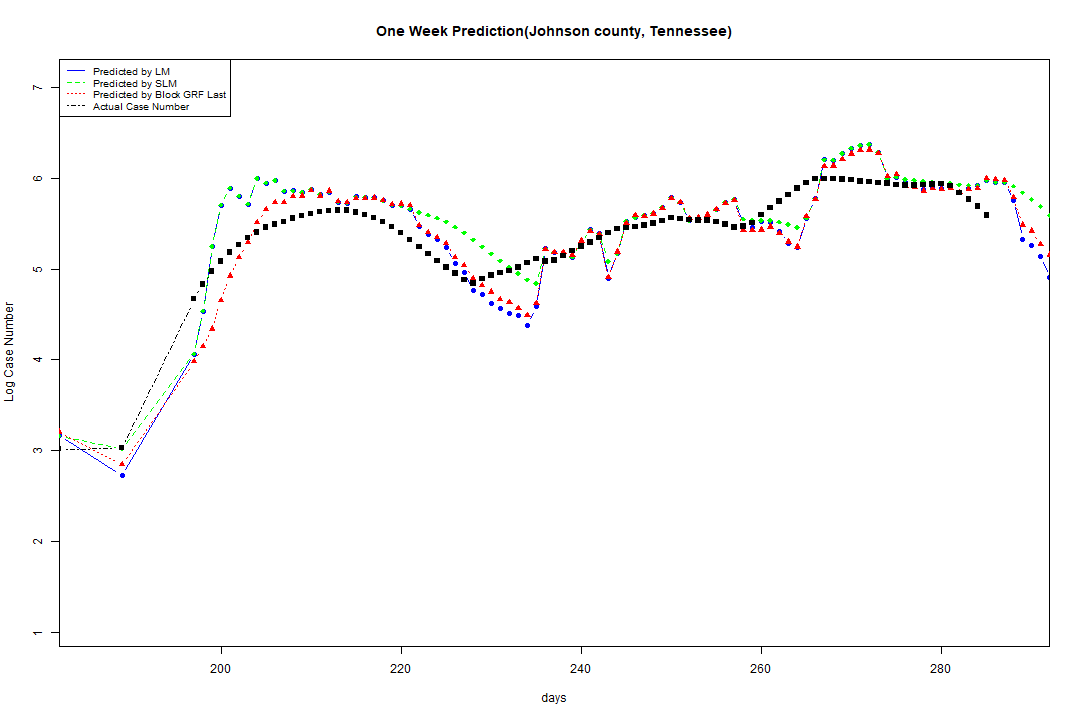 One Week Prediction(Johnson county, Tennessee)
Predicted by LM
Predicted by SLM
Predicted by Block GRF Last
Actual Case Number
7
6
5
4
3
2
1
Log Case Number
200 220 240 260 280
days